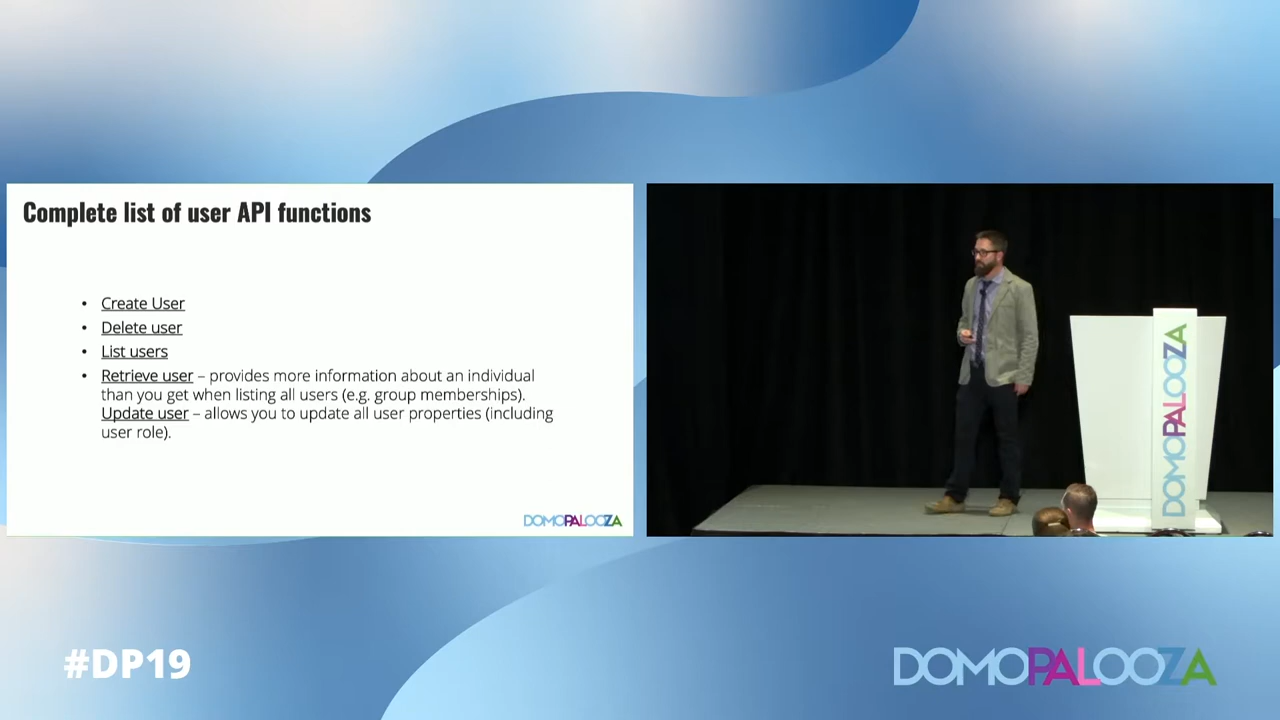 Complete list of user API functions
• Create User
• Delete user
• List users
• Retrieve user – provides more information about an individual
than you get when listing all users (e.g. group memberships).
Update user – allows you to update all user properties (including
user role).
DOMOPALOOZA
DOMOPALOOZA
#DP19
DOMOPALOOZA